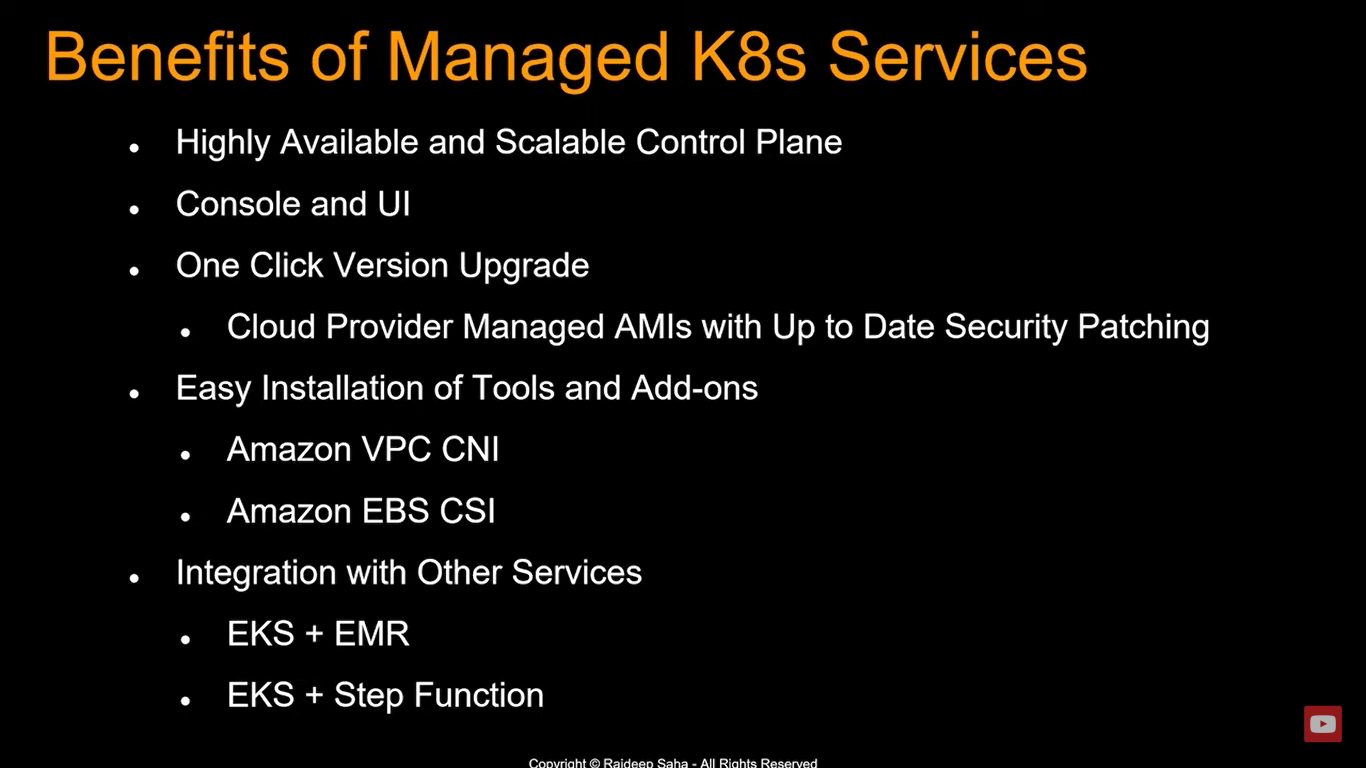 Benefits of Managed K8s Services
Highly Available and Scalable Control Plane
Console and UI
One Click Version Upgrade
Cloud Provider Managed AMIs with Up to Date Security Patching
Easy Installation of Tools and Add-ons
Amazon VPC CNI
Amazon EBS CSI
Integration with Other Services
EKS + EMR
EKS + Step Function
Copyright © Rajdeep Saha - All Rights Reserved